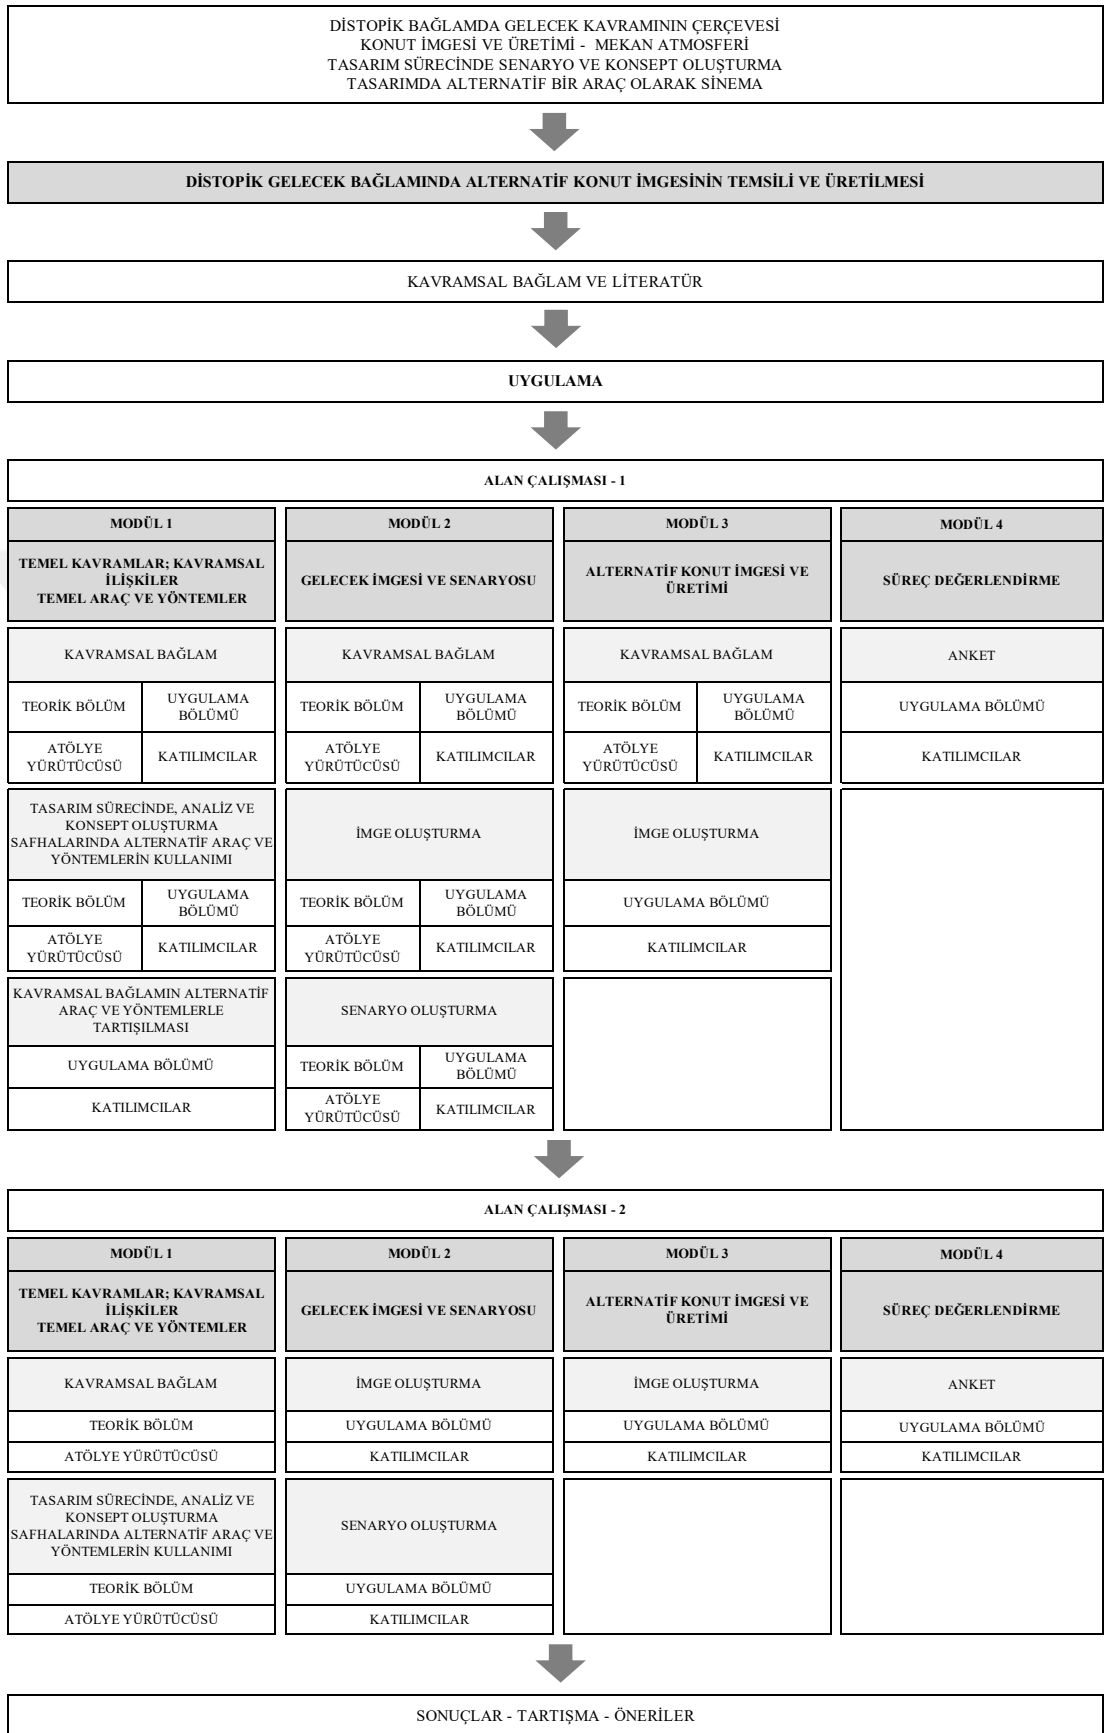 DİSTOPİK BAĞLAMDA GELECEK KAVRAMININ ÇERÇEVESİ
KONUT İMGESİ VE ÜRETİMİ - MEKAN ATMOSFERİ
TASARIM SÜRECİNDE SENARYO VE KONSEPT OLUŞTURMA
TASARIMDA ALTERNATİF BİR ARAÇ OLARAK SİNEMA
DİSTOPİK GELECEK BAĞLAMINDA ALTERNATİF KONUT İMGESİNİN TEMSİLİ VE ÜRETİLMESİ
KAVRAMSAL BAĞLAM VE LİTERATÜR
UYGULAMA
ALAN ÇALIŞMASI - 1
MODÜL 1
TEMEL KAVRAMLAR; KAVRAMSAL
İLİŞKİLER
TEMEL ARAÇ VE YÖNTEMLER
KAVRAMSAL BAĞLAM
TEORİK BÖLÜM
UYGULAMA
BÖLÜMÜ
ATÖLYE
YÜRÜTÜCÜSÜ
KATILIMCILAR
TASARIM SÜRECİNDE, ANALİZ VE
KONSEPT OLUŞTURMA
SAFHALARINDA ALTERNATİF ARAÇ VE
YÖNTEMLERİN KULLANIMI
TEORİK BÖLÜM
UYGULAMA
BÖLÜMÜ
ATÖLYE
YÜRÜTÜCÜSÜ
KATILIMCILAR
KAVRAMSAL BAĞLAMIN ALTERNATİF
ARAÇ VE YÖNTEMLERLE
TARTIŞILMASI
UYGULAMA BÖLÜMÜ
KATILIMCILAR
MODÜL 2
GELECEK İMGESİ VE SENARYOSU
KAVRAMSAL BAĞLAM
TEORİK BÖLÜM
UYGULAMA
BÖLÜMÜ
ATÖLYE
YÜRÜTÜCÜSÜ
KATILIMCILAR
İMGE OLUŞTURMA
TEORİK BÖLÜM
UYGULAMA
BÖLÜMÜ
ATÖLYE
YÜRÜTÜCÜSÜ
KATILIMCILAR
SENARYO OLUŞTURMA
TEORİK BÖLÜM
UYGULAMA
BÖLÜMÜ
ATÖLYE
YÜRÜTÜCÜSÜ
KATILIMCILAR
MODÜL 3
ALTERNATİF KONUT İMGESİ VE
ÜRETİMİ
KAVRAMSAL BAĞLAM
TEORİK BÖLÜM
UYGULAMA
BÖLÜMÜ
ATÖLYE
YÜRÜTÜCÜSÜ
KATILIMCILAR
İMGE OLUŞTURMA
UYGULAMA BÖLÜMÜ
KATILIMCILAR
MODÜL 4
SÜREÇ DEĞERLENDİRME
ANKET
UYGULAMA BÖLÜMÜ
KATILIMCILAR
ALAN ÇALIŞMASI - 2
MODÜL 1
TEMEL KAVRAMLAR; KAVRAMSAL
İLİŞKİLER
TEMEL ARAÇ VE YÖNTEMLER
KAVRAMSAL BAĞLAM
TEORİK BÖLÜM
ATÖLYE YÜRÜTÜCÜSÜ
TASARIM SÜRECİNDE, ANALİZ VE
KONSEPT OLUŞTURMA
SAFHALARINDA ALTERNATİF ARAÇ VE
YÖNTEMLERİN KULLANIMI
TEORİK BÖLÜM
ATÖLYE YÜRÜTÜCÜSÜ
MODÜL 2
GELECEK İMGESİ VE SENARYOSU
İMGE OLUŞTURMA
UYGULAMA BÖLÜMÜ
KATILIMCILAR
SENARYO OLUŞTURMA
UYGULAMA BÖLÜMÜ
KATILIMCILAR
MODÜL 3
ALTERNATİF KONUT İMGESİ VE
ÜRETİMİ
İMGE OLUŞTURMA
UYGULAMA BÖLÜMÜ
KATILIMCILAR
MODÜL 4
SÜREÇ DEĞERLENDİRME
ANKET
UYGULAMA BÖLÜMÜ
KATILIMCILAR
SONUÇLAR - TARTIŞMA - ÖNERİLER